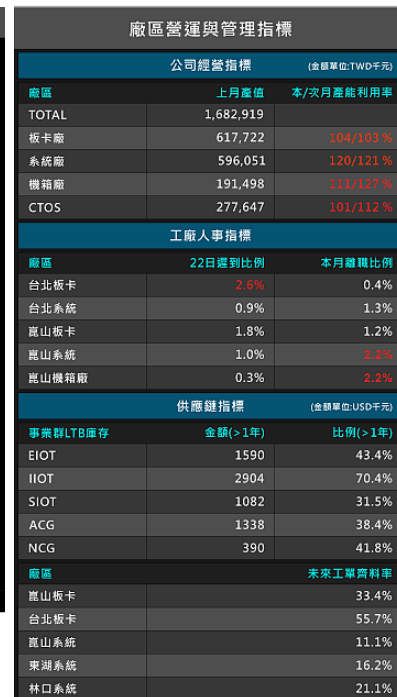 廠區營運與管理指標
公司經營指標 (金額單位:TWD千元)
廠區 上月產值 本/次月產能利用率
TOTAL 1,682,919
板卡廠 617,722 104/103 %
系統廠 596,051 120/121 %
機箱廠 191,498 111/127 %
CTOS 277,647 101/112 %
工廠人事指標
廠區 22日遲到比例 本月離職比例
台北板卡 2.6% 0.4%
台北系統 0.9% 1.3%
崑山板卡 1.8% 1.2%
崑山系統 1.0% 2.2%
崑山機箱廠 0.3% 2.2%
供應鏈指標 (金額單位:USD千元)
事業群LTB庫存 金額(>1年) 比例(>1年)
EIOT 1590 43.4%
IIOT 2904 70.4%
SIOT 1082 31.5%
ACG 1338 38.4%
NCG 390 41.8%
廠區 未來工單齊料率
崑山板卡 33.4%
台北板卡 55.7%
崑山系統 11.1%
東湖系統 16.2%
林口系統 21.1%